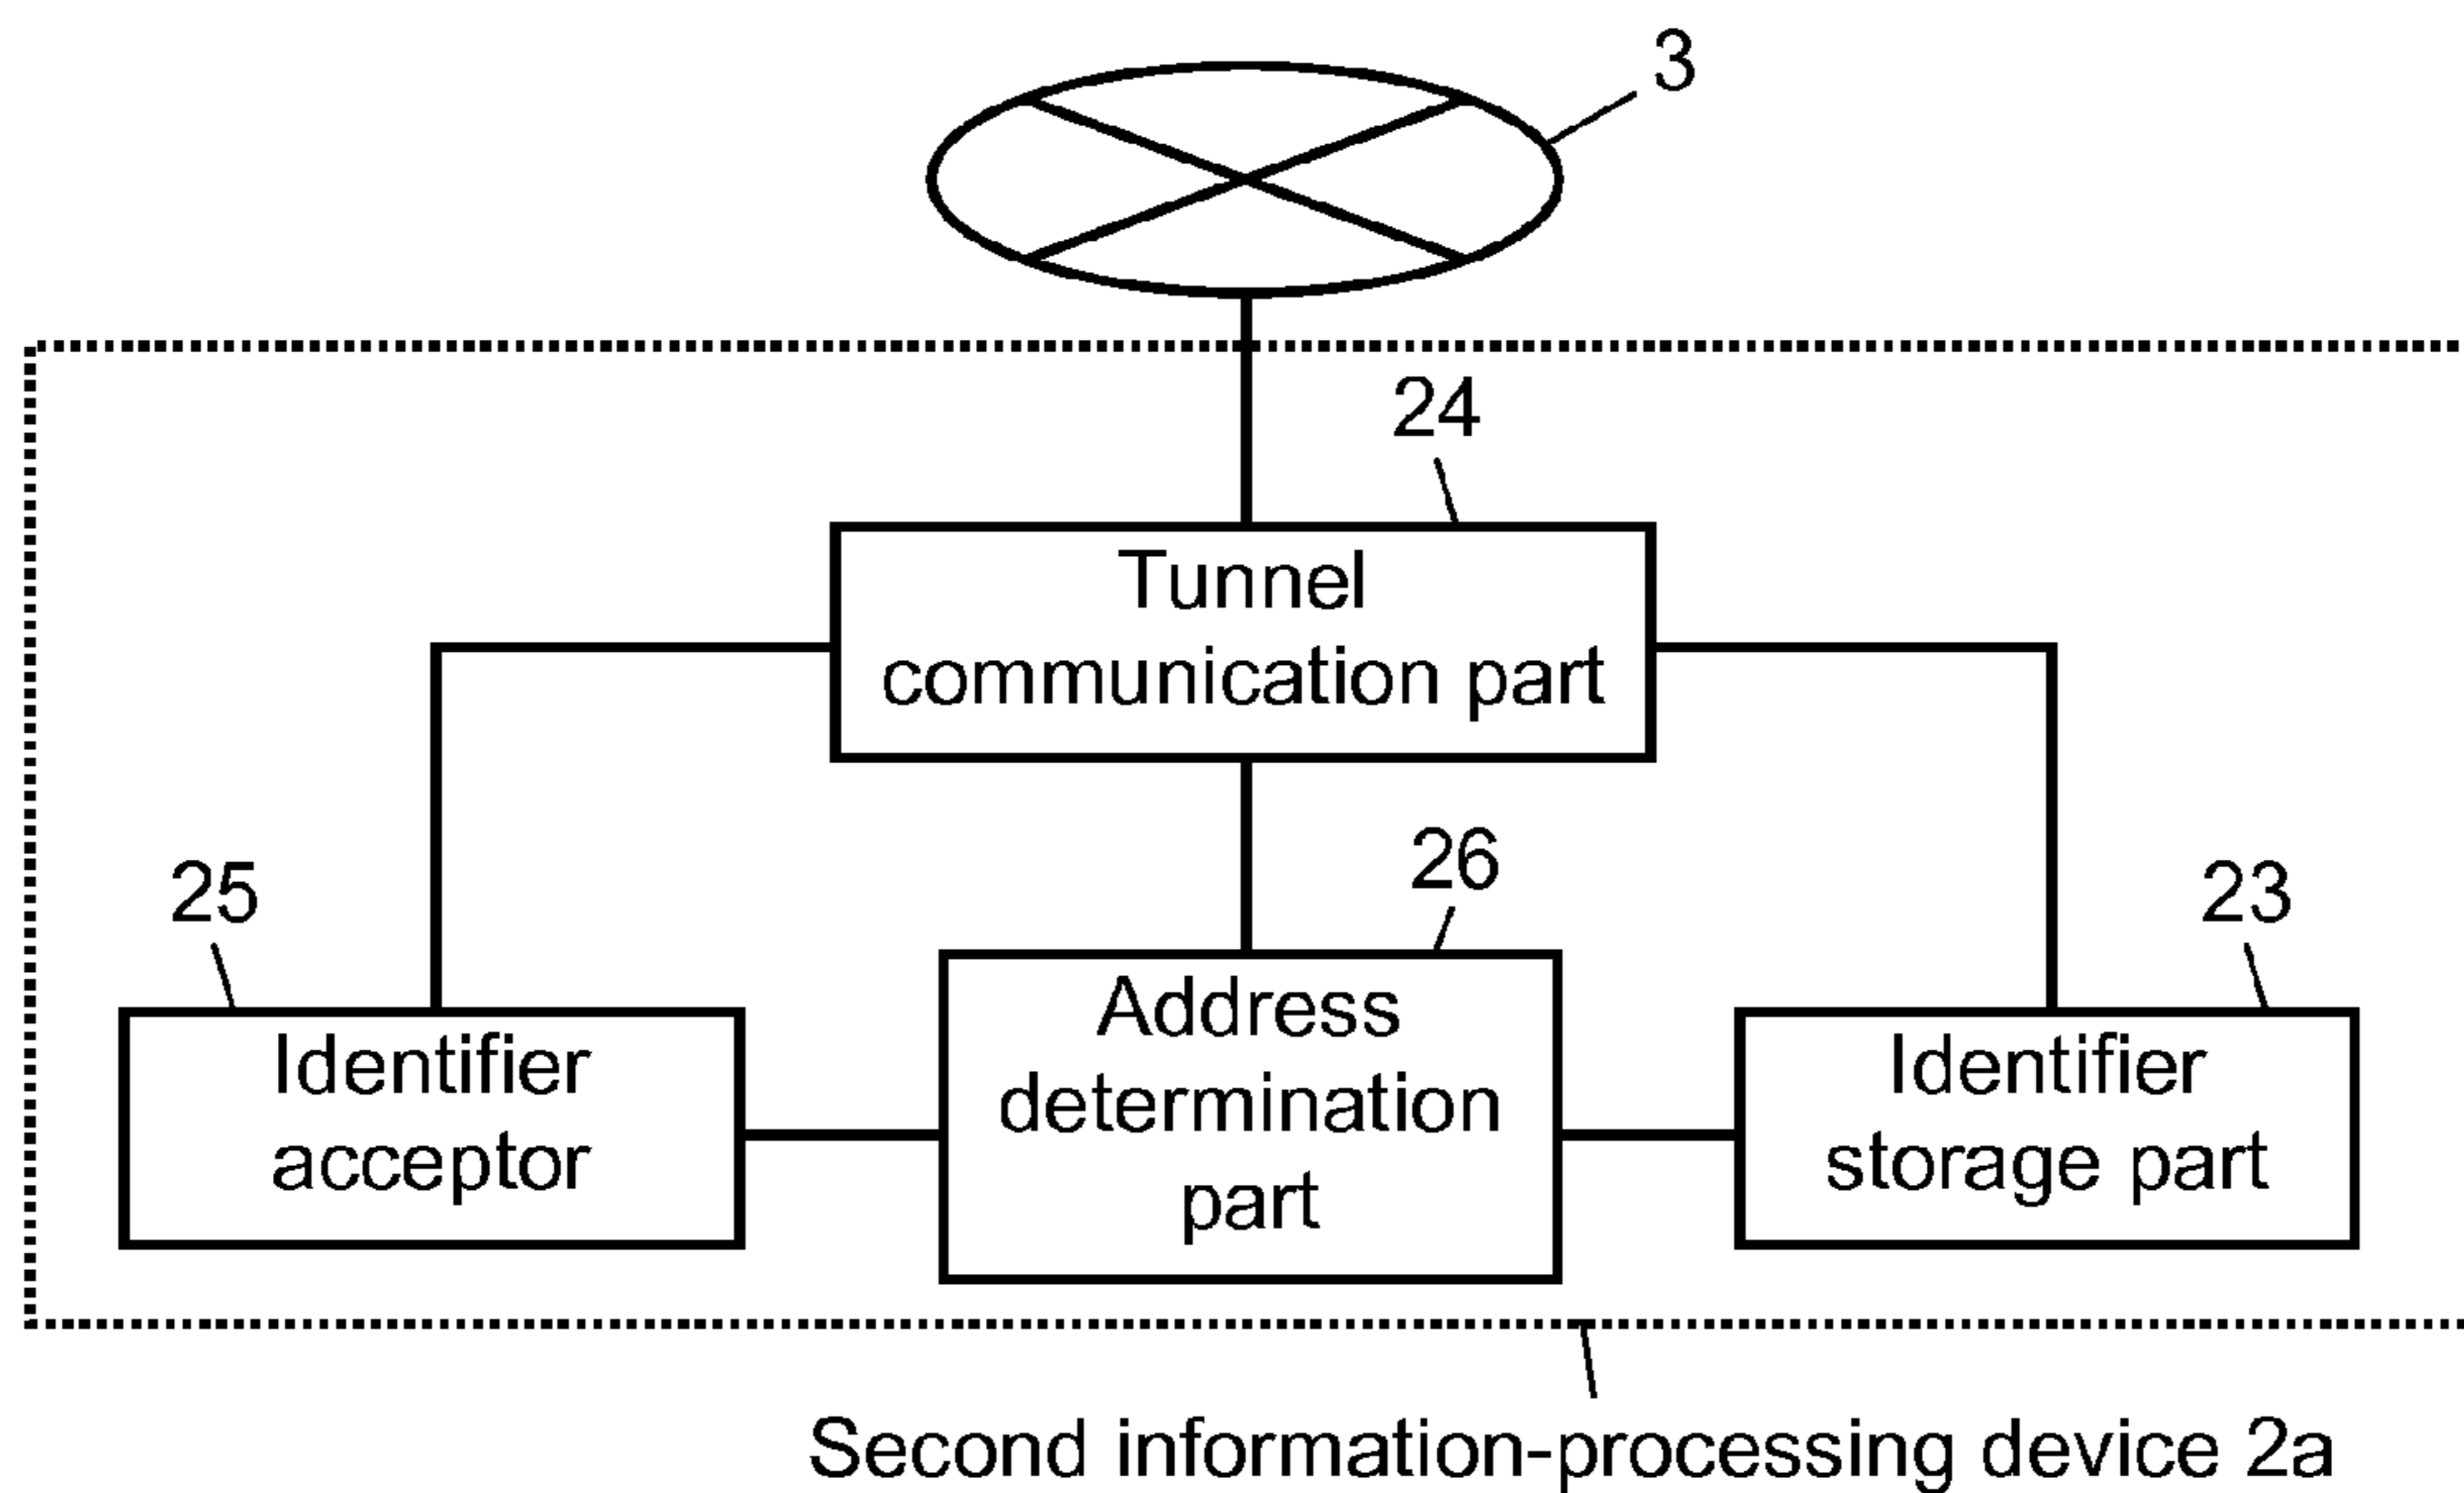 3
24
Tunnel
communication part
25
26
23
Identifier
acceptor
Address
determination
part
Identifier
storage part
Second information-processing device 2a